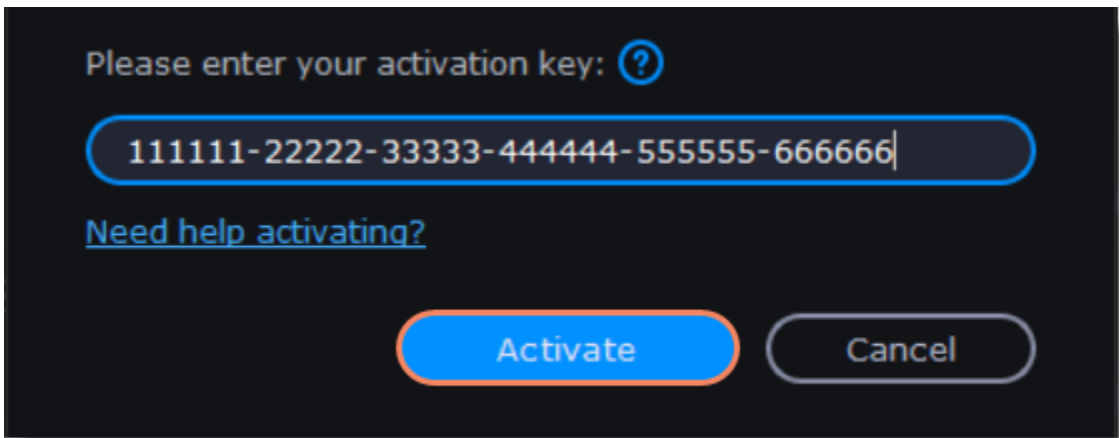 Please enter your activation key: ?
111111-22222-33333-444444-555555-666666
Need help activating?
Activate Cancel